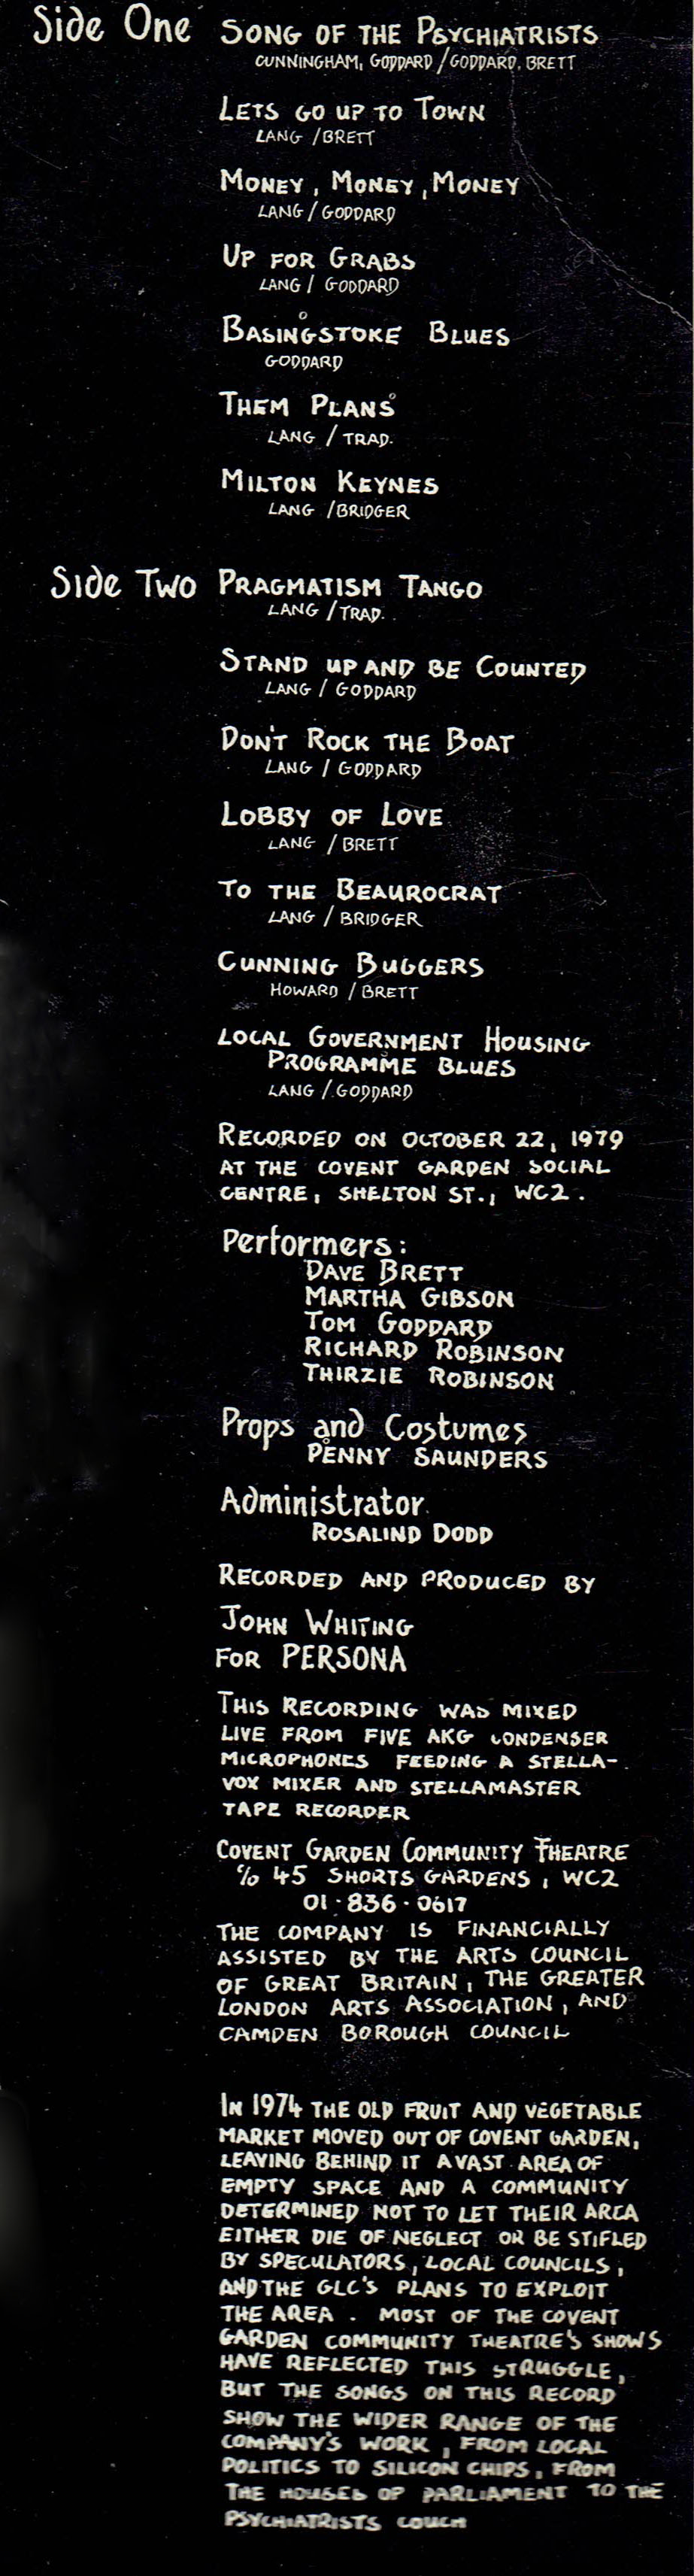 Side One SONG OF THE PSYCHIATRISTS
CUNNINGHAM, GODDARD / GODDARD, BRETT
LETS GO UP TO TOWN
LANG / BRETT
MONEY, MONEY, MONEY
LANG / GODDARD
UP FOR GRABS
LANG / GODDARD
BASINGSTOKE BLUES
GODDARD
THEM PLANS
LANG / TRAD.
MILTON KEYNES
LANG / BRIDGER
Side Two PRAGMATISM TANGO
LANG / TRAD.
STAND UP AND BE COUNTED
LANG / GODDARD
DON'T ROCK THE BOAT
LANG / GODDARD
LOBBY OF LOVE
LANG / BRETT
TO THE BEAUROCRAT
LANG / BRIDGER
CUNNING BUGGERS
HOWARD / BRETT
LOCAL GOVERNMENT HOUSING
PROGRAMME BLUES
LANG / GODDARD
RECORDED ON OCTOBER 22, 1979
AT THE COVENT GARDEN SOCIAL
CENTRE, SHELTON ST., WC2.
Performers:
DAVE BRETT
MARTHA GIBSON
TOM GODDARD
RICHARD ROBINSON
THIRZIE ROBINSON
Props and Costumes
PENNY SAUNDERS
Administrator
ROSALIND DODD
RECORDED AND PRODUCED BY
JOHN WHITING
FOR PERSONA
THIS RECORDING WAS MIXED
LIVE FROM FIVE AKG CONDENSER
MICROPHONES FEEDING A STELLA-
VOX MIXER AND STELLAMASTER
TAPE RECORDER
COVENT GARDEN COMMUNITY THEATRE
c/o 45 SHORTS GARDENS, WC2
01·836·0617
THE COMPANY IS FINANCIALLY
ASSISTED BY THE ARTS COUNCIL
OF GREAT BRITAIN, THE GREATER
LONDON ARTS ASSOCIATION, AND
CAMDEN BOROUGH COUNCIL
IN 1974 THE OLD FRUIT AND VEGETABLE
MARKET MOVED OUT OF COVENT GARDEN,
LEAVING BEHIND IT A VAST AREA OF
EMPTY SPACE AND A COMMUNITY
DETERMINED NOT TO LET THEIR AREA
EITHER DIE OF NEGLECT OR BE STIFLED
BY SPECULATORS, LOCAL COUNCILS,
AND THE GLC'S PLANS TO EXPLOIT
THE AREA. MOST OF THE COVENT
GARDEN COMMUNITY THEATRE'S SHOWS
HAVE REFLECTED THIS STRUGGLE,
BUT THE SONGS ON THIS RECORD
SHOW THE WIDER RANGE OF THE
COMPANY'S WORK, FROM LOCAL
POLITICS TO SILICON CHIPS, FROM
THE HOUSES OF PARLIAMENT TO THE
PSYCHIATRISTS COUCH